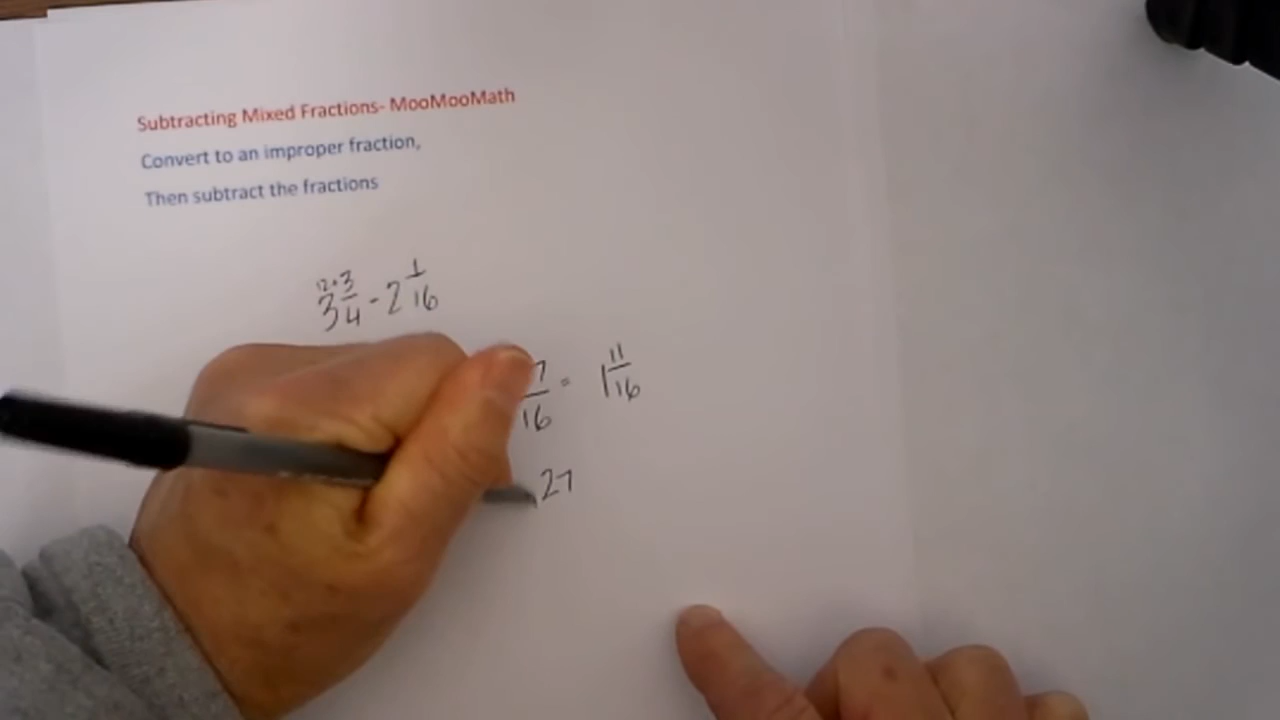 Subtracting Mixed Fractions- MooMooMath
Convert to an improper fraction,
Then subtract the fractions
12+3
3 3/4 - 2 1/16
7/16 = 1 11/16
27